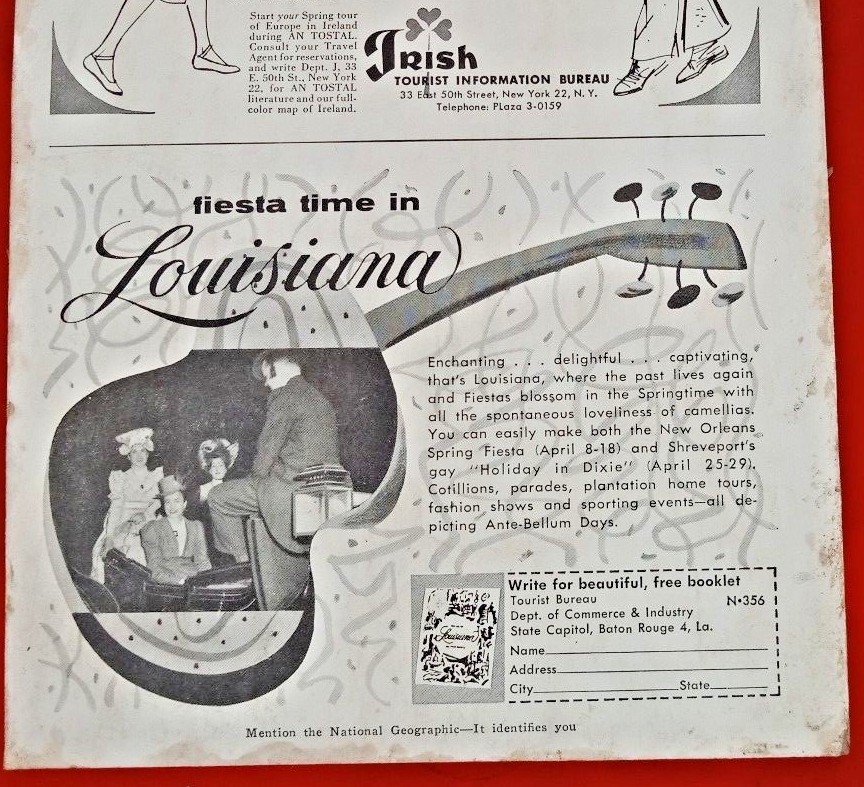 Start your Spring tour
of Europe in Ireland
during AN TOSTAL.
Consult your Travel
Agent for reservations,
and write Dept. J, 33
E. 50th St., New York
22, for AN TOSTAL
literature and our full-
color map of Ireland.
Irish
TOURIST INFORMATION BUREAU
33 East 50th Street, New York 22, N. Y.
Telephone: PLaza 3-0159
fiesta time in
Louisiana
Enchanting . . . delightful . . . captivating,
that's Louisiana, where the past lives again
and Fiestas blossom in the Springtime with
all the spontaneous loveliness of camellias.
You can easily make both the New Orleans
Spring Fiesta (April 8-18) and Shreveport's
gay "Holiday in Dixie" (April 25-29).
Cotillions, parades, plantation home tours,
fashion shows and sporting events—all de-
picting Ante-Bellum Days.
Louisiana
Write for beautiful, free booklet
Tourist Bureau N•356
Dept. of Commerce & Industry
State Capitol, Baton Rouge 4, La.
Name
Address
City State
Mention the National Geographic—It identifies you